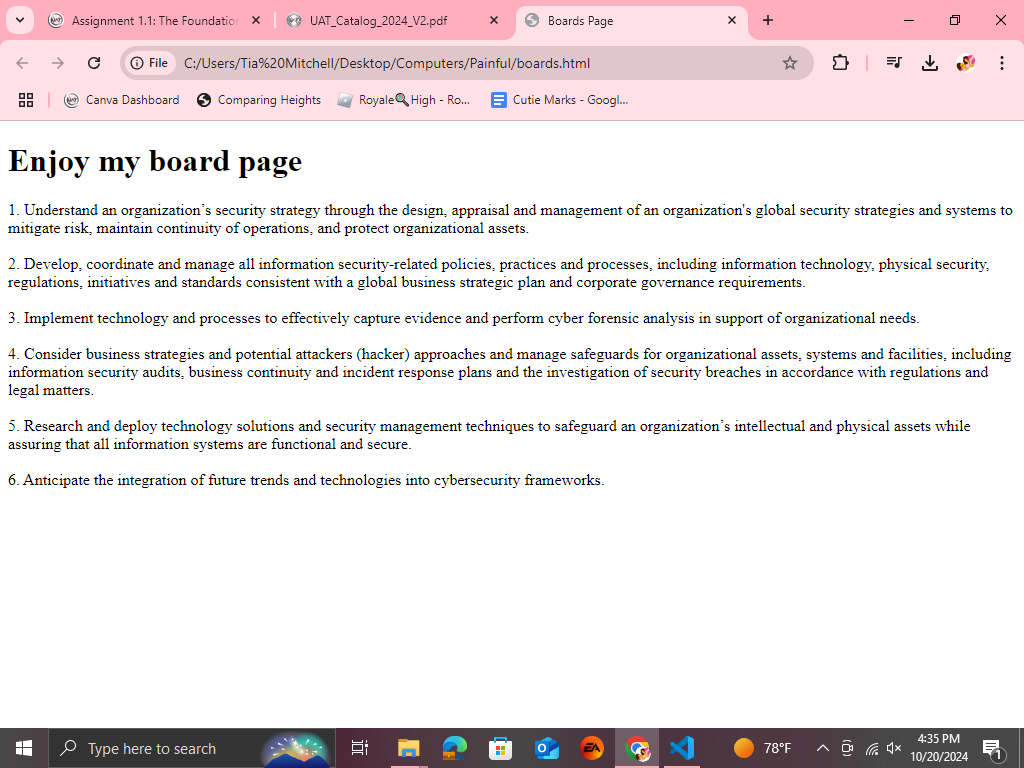 Assignment 1.1: The Foundation
UAT_Catalog_2024_V2.pdf
Boards Page
File
C:/Users/Tia%20Mitchell/Desktop/Computers/Painful/boards.html
Canva Dashboard
Comparing Heights
Royale🔍High - Ro...
Cutie Marks - Googl...
Enjoy my board page
1. Understand an organization’s security strategy through the design, appraisal and management of an organization's global security strategies and systems to
mitigate risk, maintain continuity of operations, and protect organizational assets.
2. Develop, coordinate and manage all information security-related policies, practices and processes, including information technology, physical security,
regulations, initiatives and standards consistent with a global business strategic plan and corporate governance requirements.
3. Implement technology and processes to effectively capture evidence and perform cyber forensic analysis in support of organizational needs.
4. Consider business strategies and potential attackers (hacker) approaches and manage safeguards for organizational assets, systems and facilities, including
information security audits, business continuity and incident response plans and the investigation of security breaches in accordance with regulations and
legal matters.
5. Research and deploy technology solutions and security management techniques to safeguard an organization’s intellectual and physical assets while
assuring that all information systems are functional and secure.
6. Anticipate the integration of future trends and technologies into cybersecurity frameworks.
Type here to search
EA
78°F
4:35 PM
10/20/2024
1